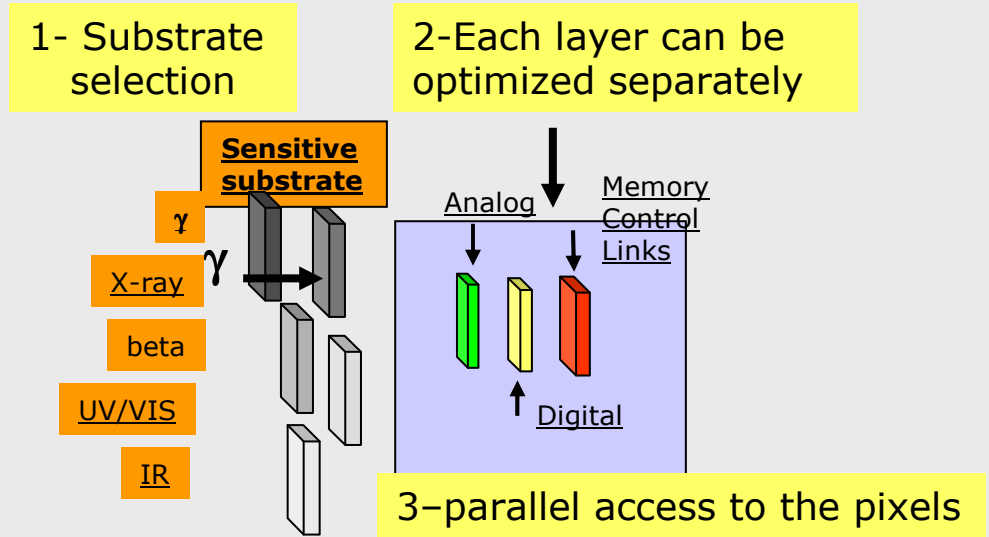 1- Substrate
selection
2-Each layer can be
optimized separately
Sensitive
substrate
γ
γ
X-ray
beta
UV/VIS
IR
Analog
Memory
Control
Links
Digital
3–parallel access to the pixels